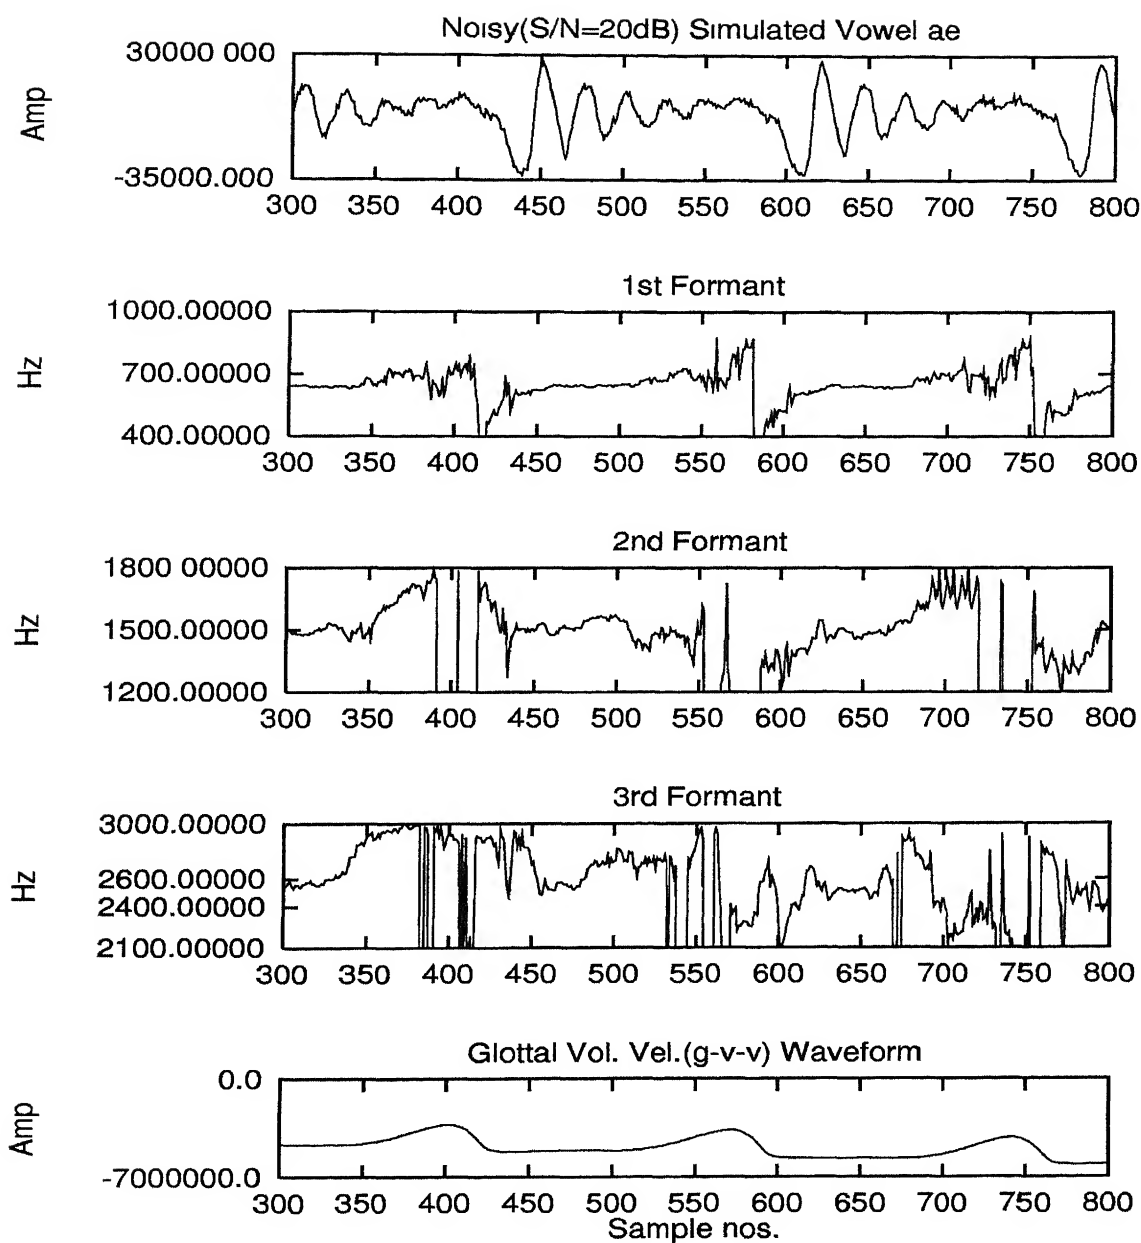 Noisy(S/N=20dB) Simulated Vowel ae
30000 000
Amp
-35000.000
300 350 400 450 500 550 600 650 700 750 800
1st Formant
1000.00000
Hz
700.00000
400.00000
300 350 400 450 500 550 600 650 700 750 800
2nd Formant
1800 00000
Hz
1500.00000
1200.00000
300 350 400 450 500 550 600 650 700 750 800
3rd Formant
3000.00000
Hz
2600.00000
2400.00000
2100.00000
300 350 400 450 500 550 600 650 700 750 800
Glottal Vol. Vel.(g-v-v) Waveform
0.0
Amp
-7000000.0
300 350 400 450 500 550 600 650 700 750 800
Sample nos.